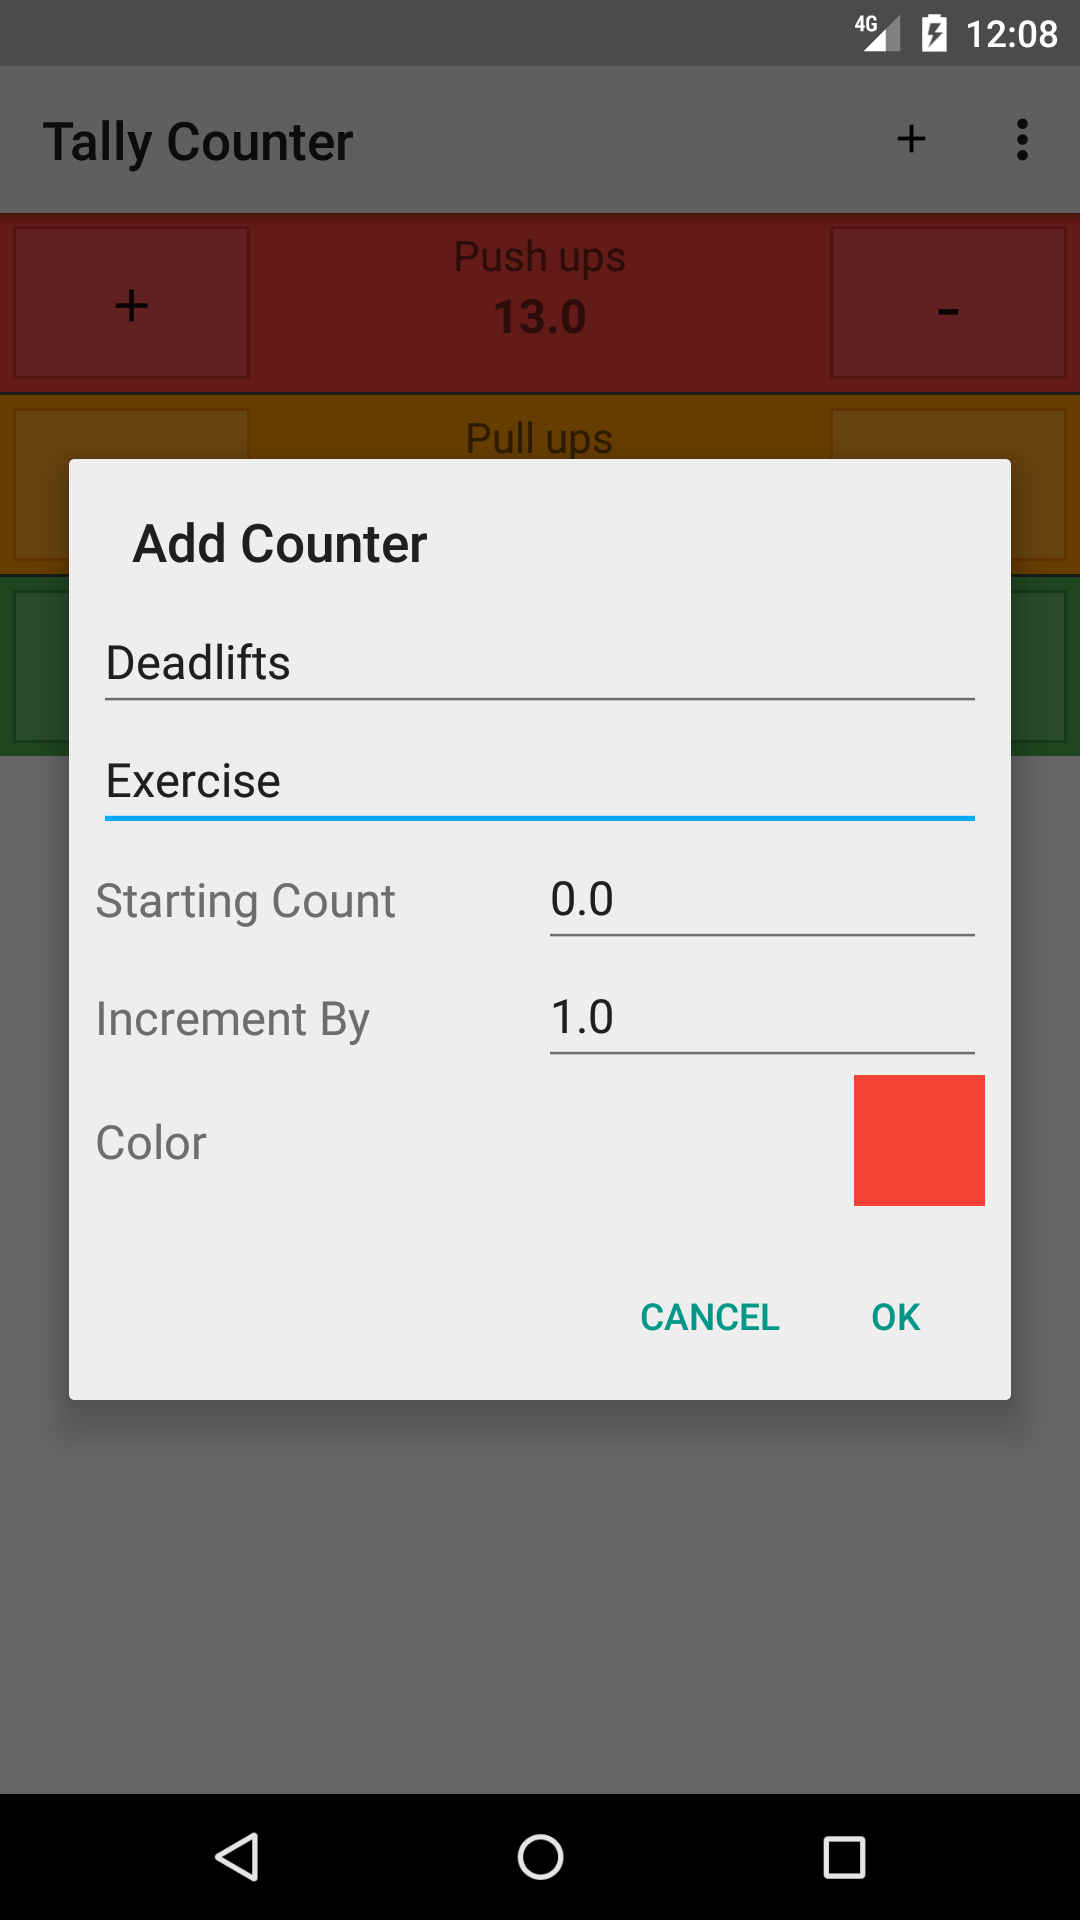 4G 12:08
Tally Counter +
Push ups
+ 13.0 -
Pull ups
Add Counter
Deadlifts
Exercise
Starting Count 0.0
Increment By 1.0
Color
CANCEL OK